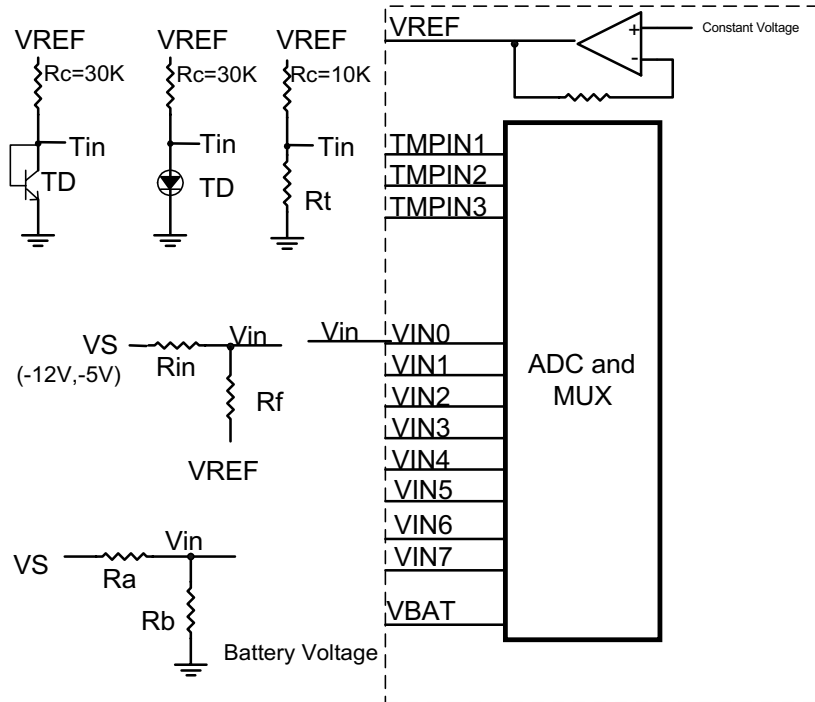 VREF
Rc=30K
Tin
TD
VREF
Rc=30K
Tin
TD
VREF
Rc=10K
Tin
Rt
VREF
+
-
Constant Voltage
TMPIN1
TMPIN2
TMPIN3
VS
(-12V,-5V)
Rin
Vin
Rf
VREF
Vin
VIN0
VIN1
VIN2
VIN3
VIN4
VIN5
VIN6
VIN7
VBAT
ADC and
MUX
VS
Ra
Vin
Rb
Battery Voltage